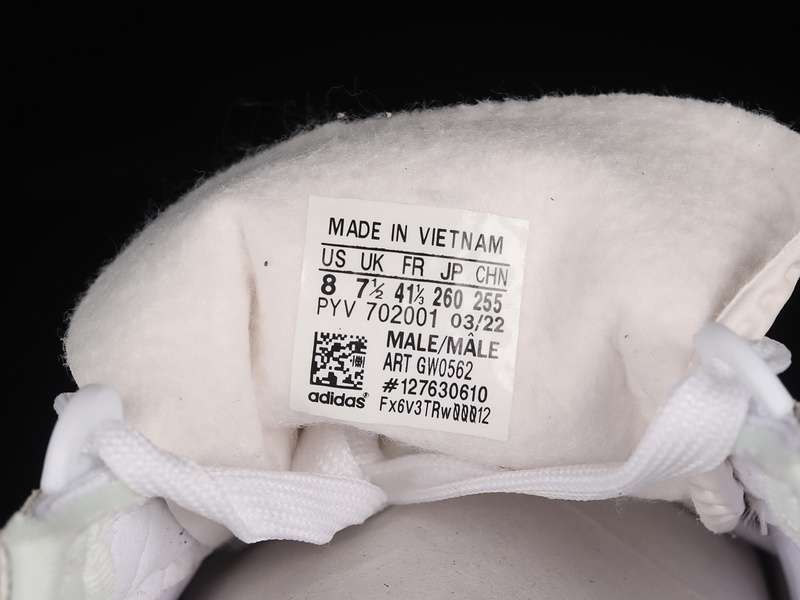 MADE IN VIETNAM
US UK FR JP CHN
8 7½ 41⅓ 260 255
PYV 702001 03/22
MALE/MÂLE
ART GW0562
#127630610
adidas® Fx6V3TRw00012